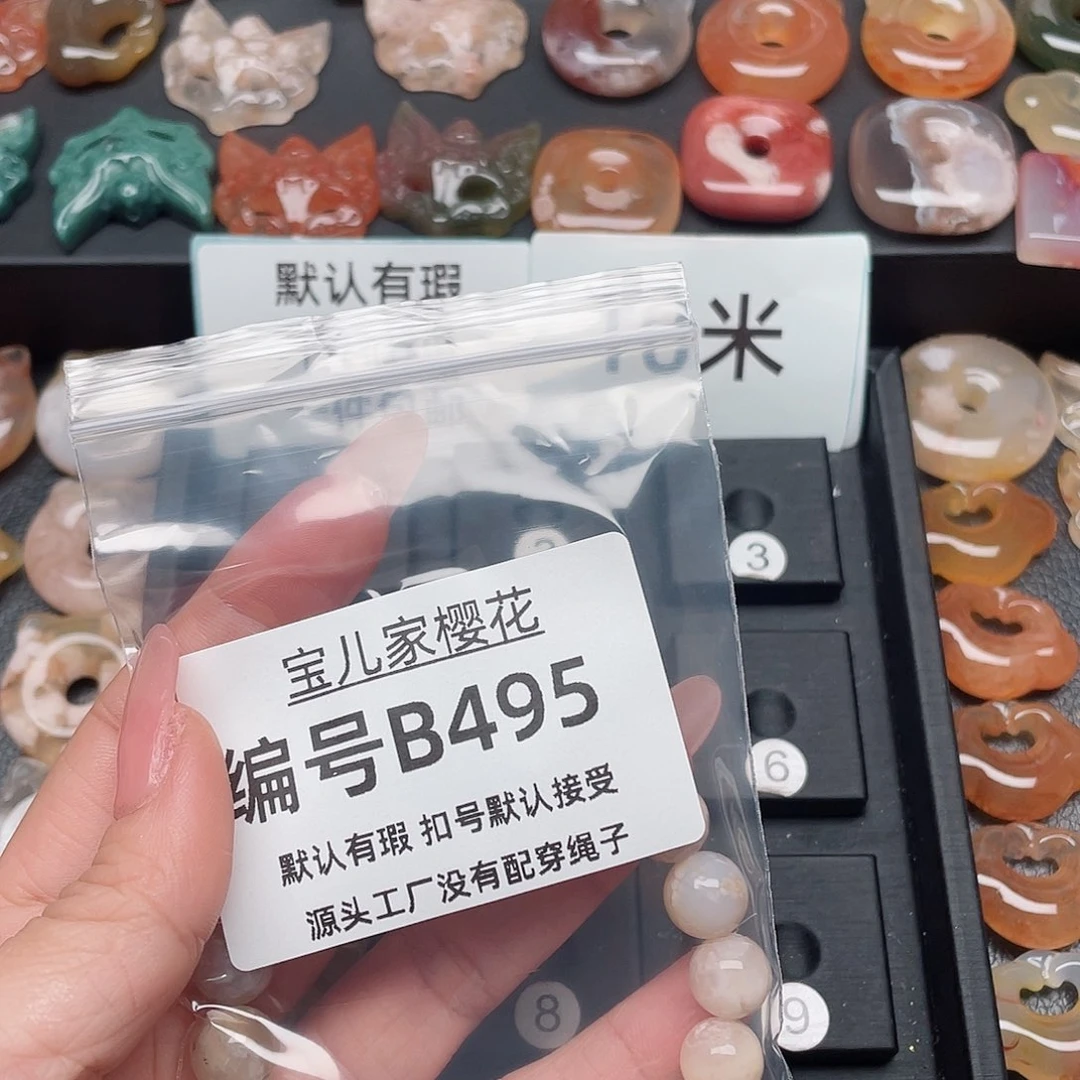 默认有瑕
米
3
宝儿家樱花
编号B495
默认有瑕 扣号默认接受
源头工厂没有配穿绳子
6
8
9